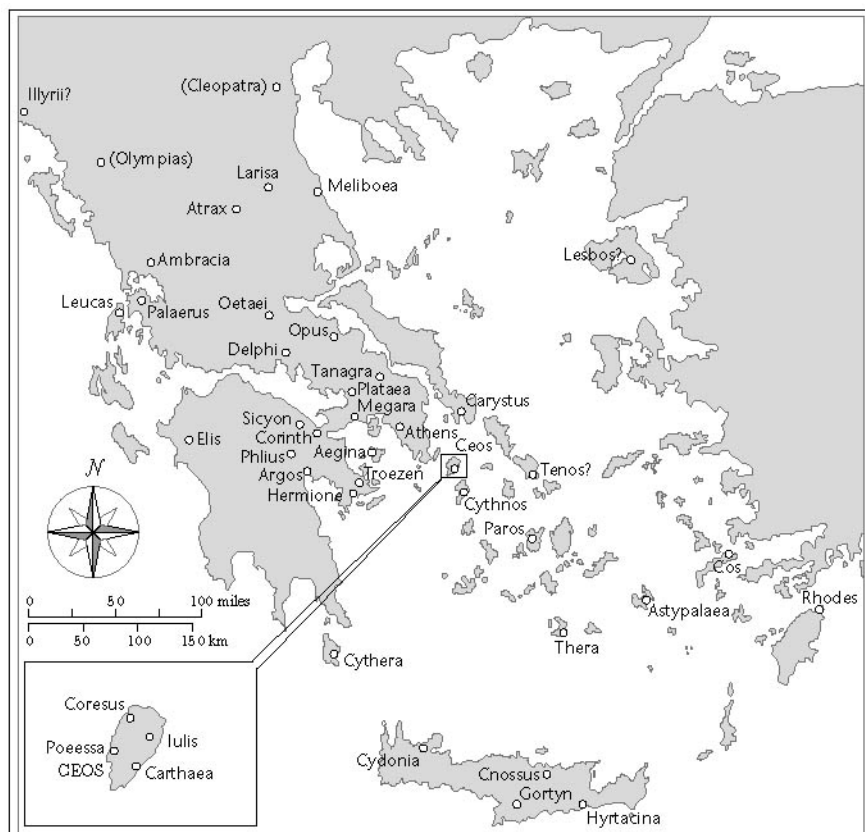 Illyrii?
(Cleopatra)
(Olympias)
Larisa
Meliboea
Atrax
Ambracia
Lesbos?
Leucas
Palaerus
Oetaei
Opus
Delphi
Tanagra
Plataea
Megara
Carystus
Sicyon
Athens
Elis
Corinth
Ceos
Phlius
Aegina
Argos
Troezen
Tenos?
Hermione
Cythnos
N
Paros
Cos
0 50 100 miles
0 50 100 150 km
Astypalaea
Rhodes
Thera
Cythera
Coresus
Iulis
Poeessa
CEOS
Carthaea
Cydonia
Cnossus
Gortyn
Hyrtacina